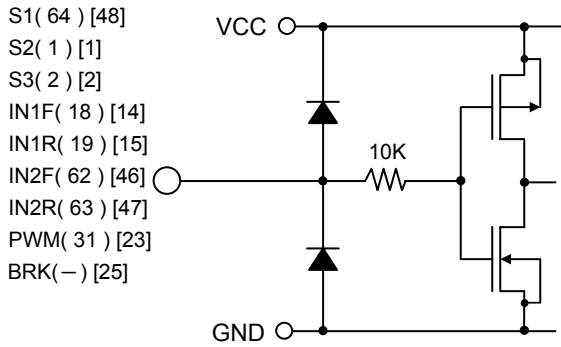 S1( 64 ) [48]
S2( 1 ) [1]
S3( 2 ) [2]
IN1F( 18 ) [14]
IN1R( 19 ) [15]
IN2F( 62 ) [46]
IN2R( 63 ) [47]
PWM( 31 ) [23]
BRK(−) [25]
VCC
10K
GND